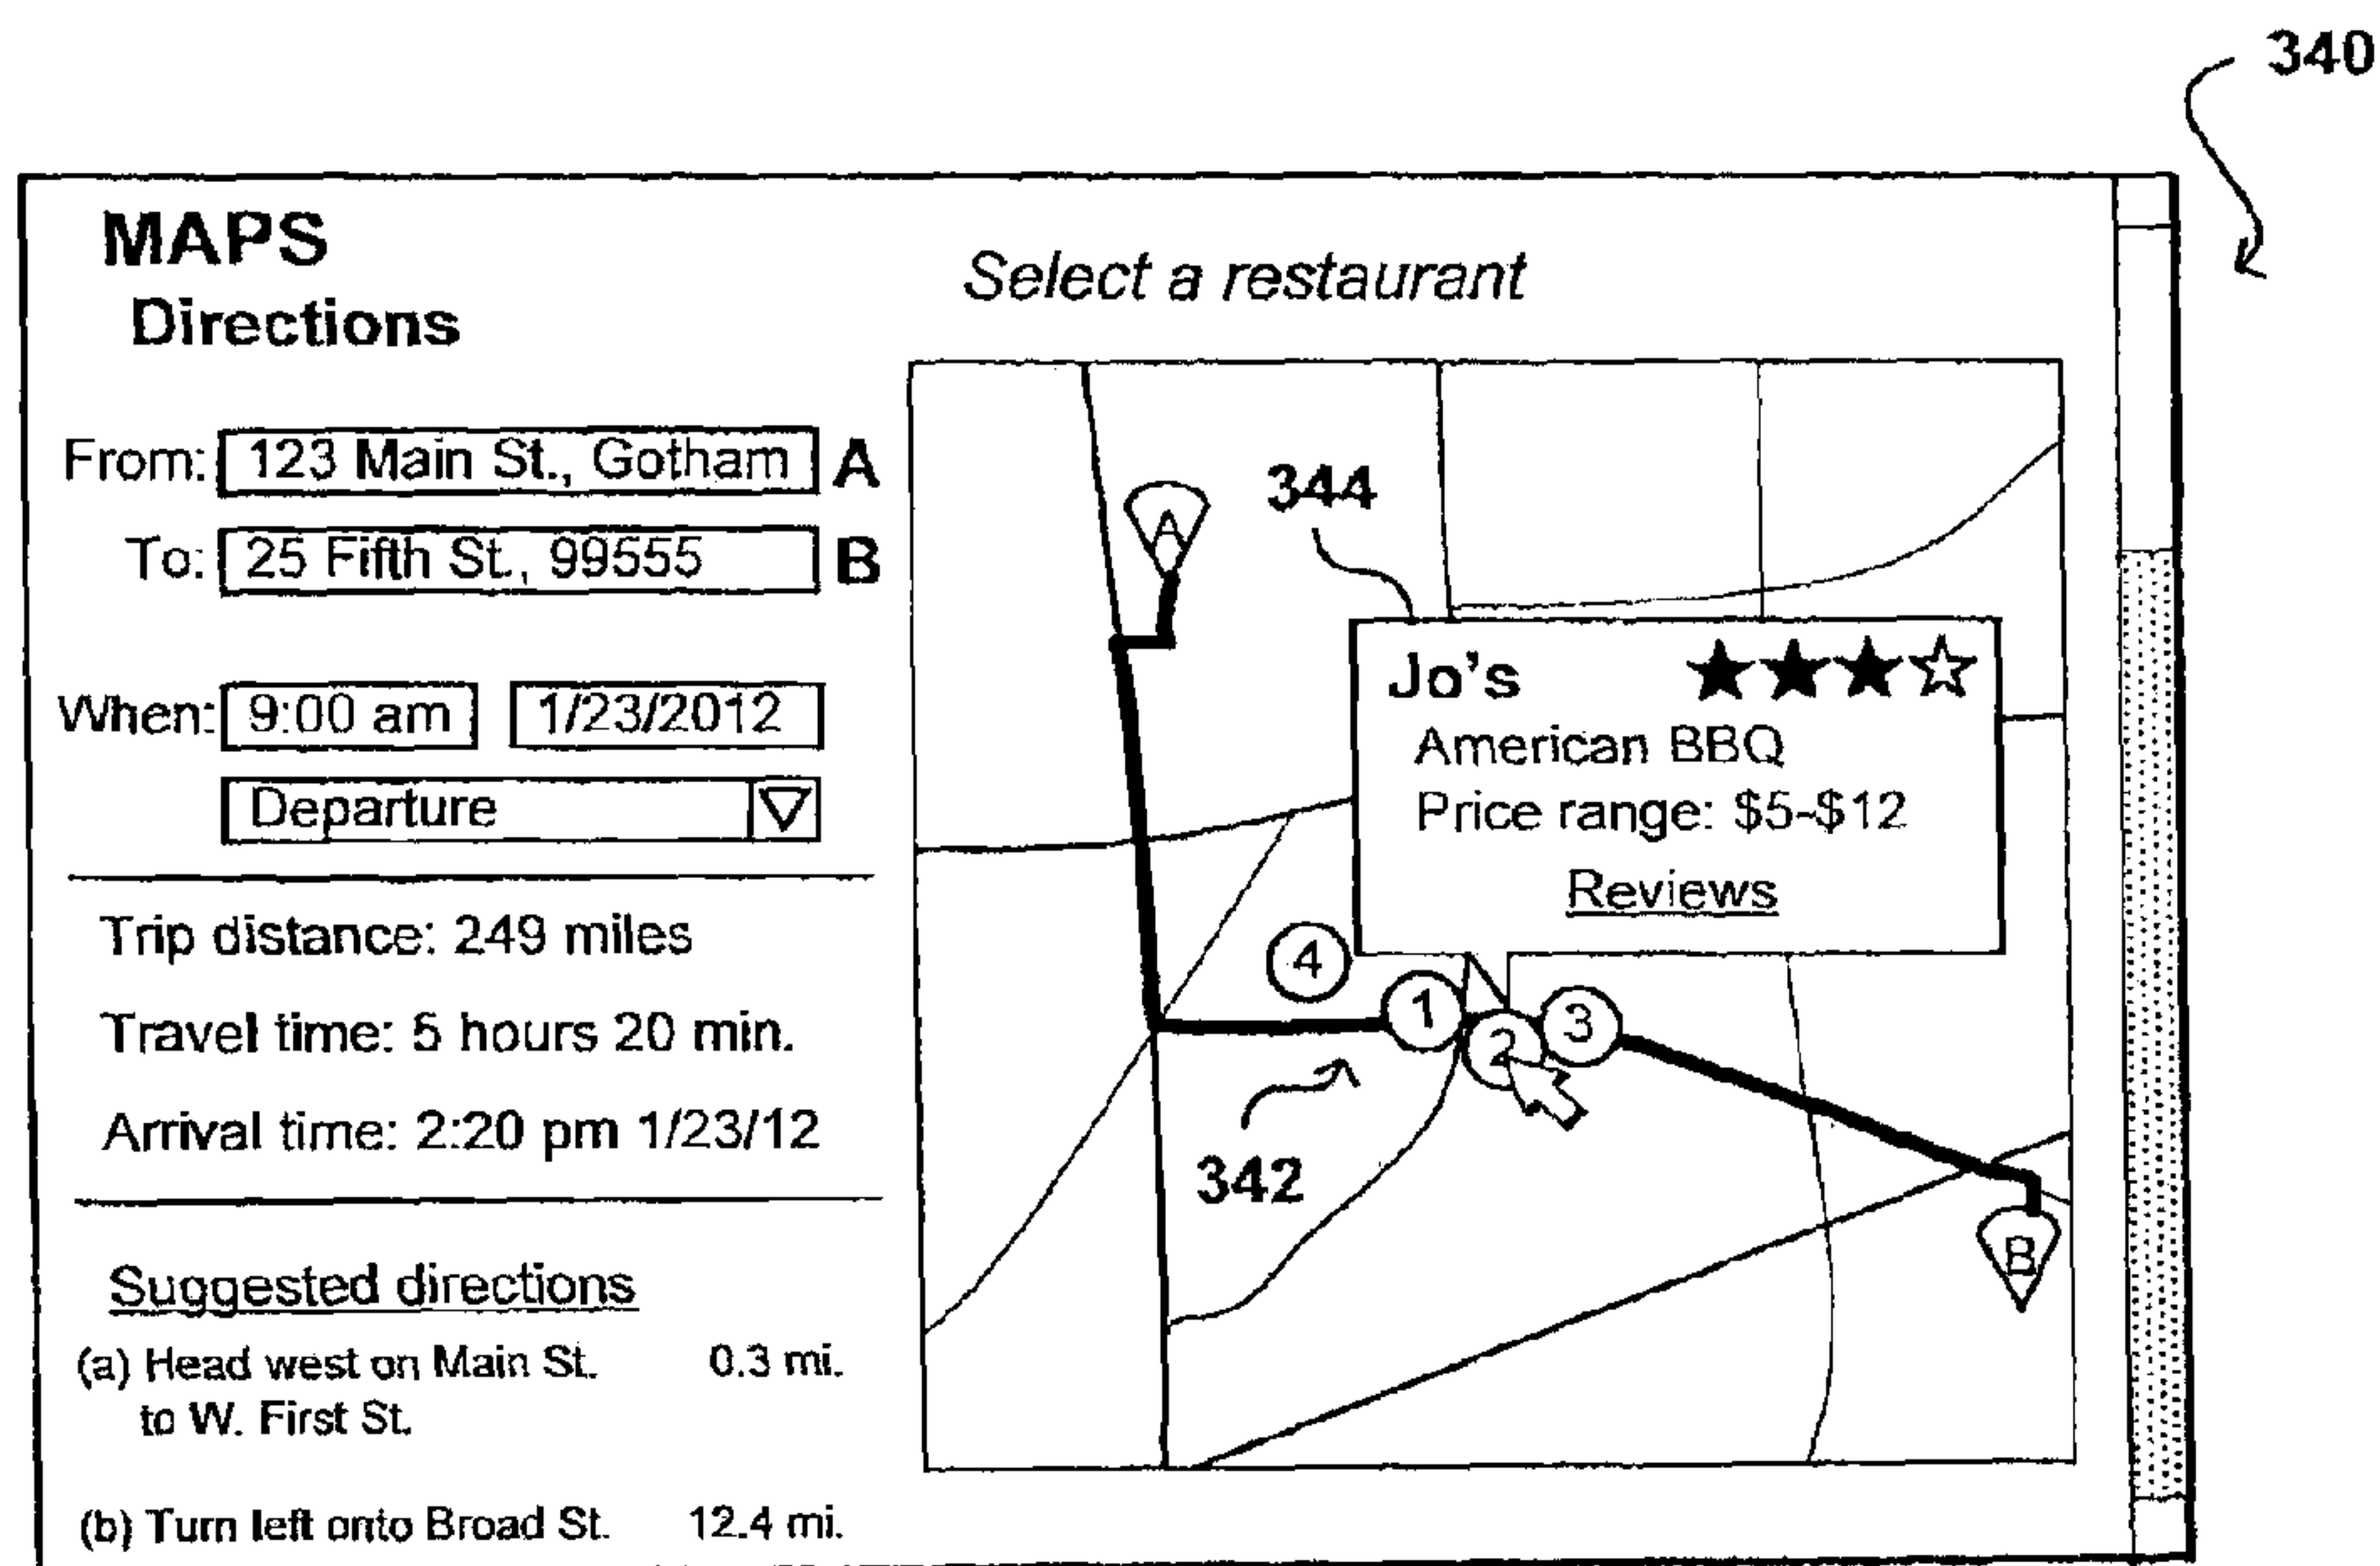 340
MAPS
Directions
Select a restaurant
From: 123 Main St., Gotham A
To: 25 Fifth St., 99555 B
When: 9:00 am 1/23/2012
Departure
Trip distance: 249 miles
Travel time: 5 hours 20 min.
Arrival time: 2:20 pm 1/23/12
Suggested directions
(a) Head west on Main St. 0.3 mi.
to W. First St.
(b) Turn left onto Broad St. 12.4 mi.
A
344
Jo's
American BBQ
Price range: $5-$12
Reviews
4
1
2
3
342
B